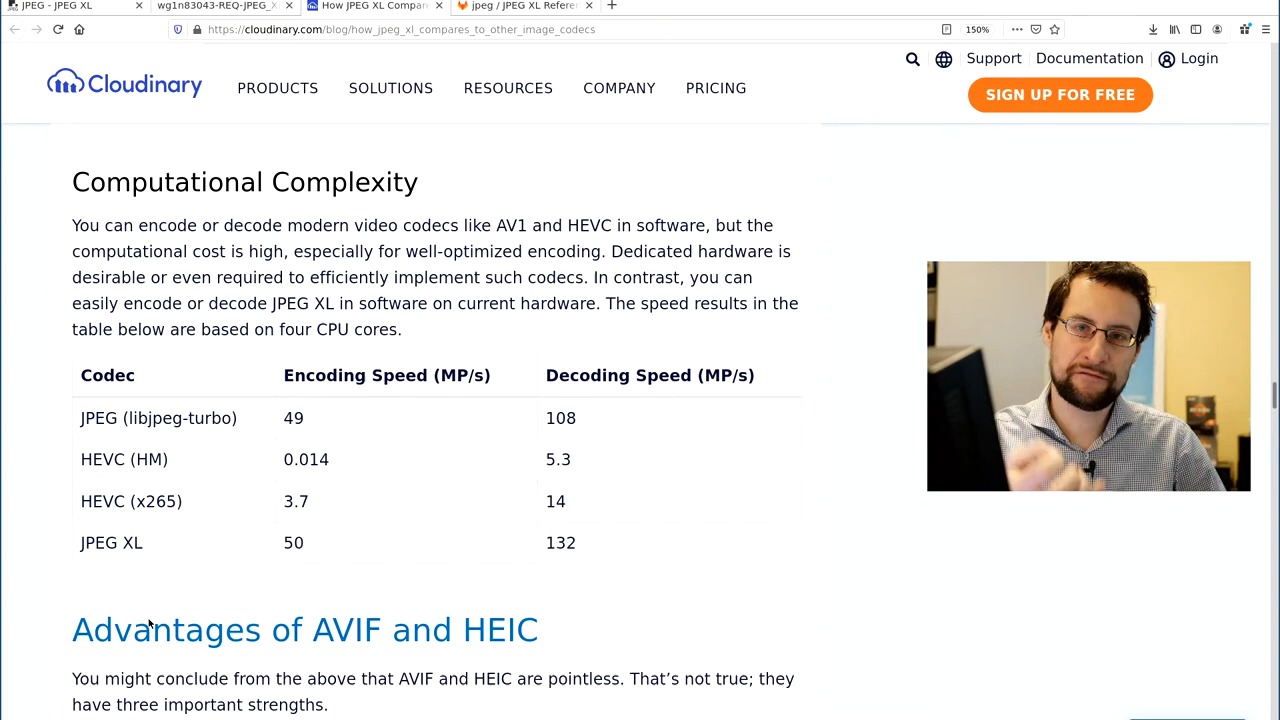 JPEG - JPEG XL
wg1n83043-REQ-JPEG_X
How JPEG XL Compar
jpeg / JPEG XL Refere
https://cloudinary.com/blog/how_jpeg_xl_compares_to_other_image_codecs
150%
Support
Documentation
Login
Cloudinary
PRODUCTS
SOLUTIONS
RESOURCES
COMPANY
PRICING
SIGN UP FOR FREE
Computational Complexity
You can encode or decode modern video codecs like AV1 and HEVC in software, but the
computational cost is high, especially for well-optimized encoding. Dedicated hardware is
desirable or even required to efficiently implement such codecs. In contrast, you can
easily encode or decode JPEG XL in software on current hardware. The speed results in the
table below are based on four CPU cores.
Codec Encoding Speed (MP/s) Decoding Speed (MP/s)
JPEG (libjpeg-turbo) 49 108
HEVC (HM) 0.014 5.3
HEVC (x265) 3.7 14
JPEG XL 50 132
Advantages of AVIF and HEIC
You might conclude from the above that AVIF and HEIC are pointless. That’s not true; they
have three important strengths.